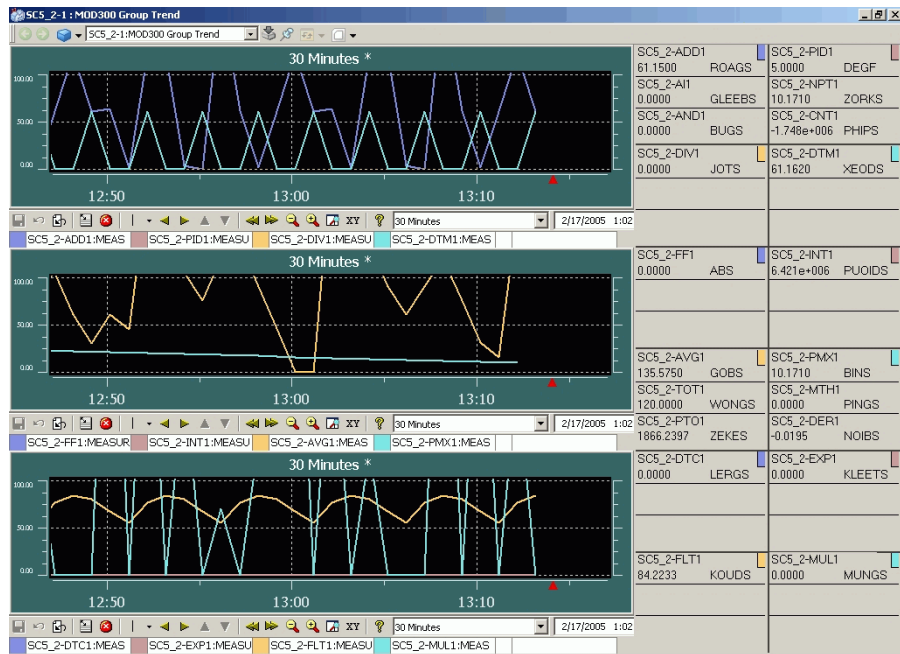 SC5_2-1 : MOD300 Group Trend
SC5_2-1:MOD300 Group Trend
30 Minutes *
100.00
50.00
0.00
12:50 13:00 13:10
XY ? 30 Minutes 2/17/2005 1:02
SC5_2-ADD1:MEAS SC5_2-PID1:MEASU SC5_2-DIV1:MEASU SC5_2-DTM1:MEAS
30 Minutes *
100.00
50.00
0.00
12:50 13:00 13:10
XY ? 30 Minutes 2/17/2005 1:02
SC5_2-FF1:MEASUR SC5_2-INT1:MEASU SC5_2-AVG1:MEAS SC5_2-PMX1:MEAS
30 Minutes *
100.00
50.00
0.00
12:50 13:00 13:10
XY ? 30 Minutes 2/17/2005 1:02
SC5_2-DTC1:MEAS SC5_2-EXP1:MEASU SC5_2-FLT1:MEASU SC5_2-MUL1:MEAS
SC5_2-ADD1 SC5_2-PID1
61.1500 ROAGS 5.0000 DEGF
SC5_2-AI1 SC5_2-NPT1
0.0000 GLEEBS 10.1710 ZORKS
SC5_2-AND1 SC5_2-CNT1
0.0000 BUGS -1.748e+006 PHIPS
SC5_2-DIV1 SC5_2-DTM1
0.0000 JOTS 61.1620 XEODS
SC5_2-FF1 SC5_2-INT1
0.0000 ABS 6.421e+006 PUOIDS
SC5_2-AVG1 SC5_2-PMX1
135.5750 GOBS 10.1710 BINS
SC5_2-TOT1 SC5_2-MTH1
120.0000 WONGS 0.0000 PINGS
SC5_2-PTO1 SC5_2-DER1
1866.2397 ZEKES -0.0195 NOIBS
SC5_2-DTC1 SC5_2-EXP1
0.0000 LERGS 0.0000 KLEETS
SC5_2-FLT1 SC5_2-MUL1
84.2233 KOUDS 0.0000 MUNGS